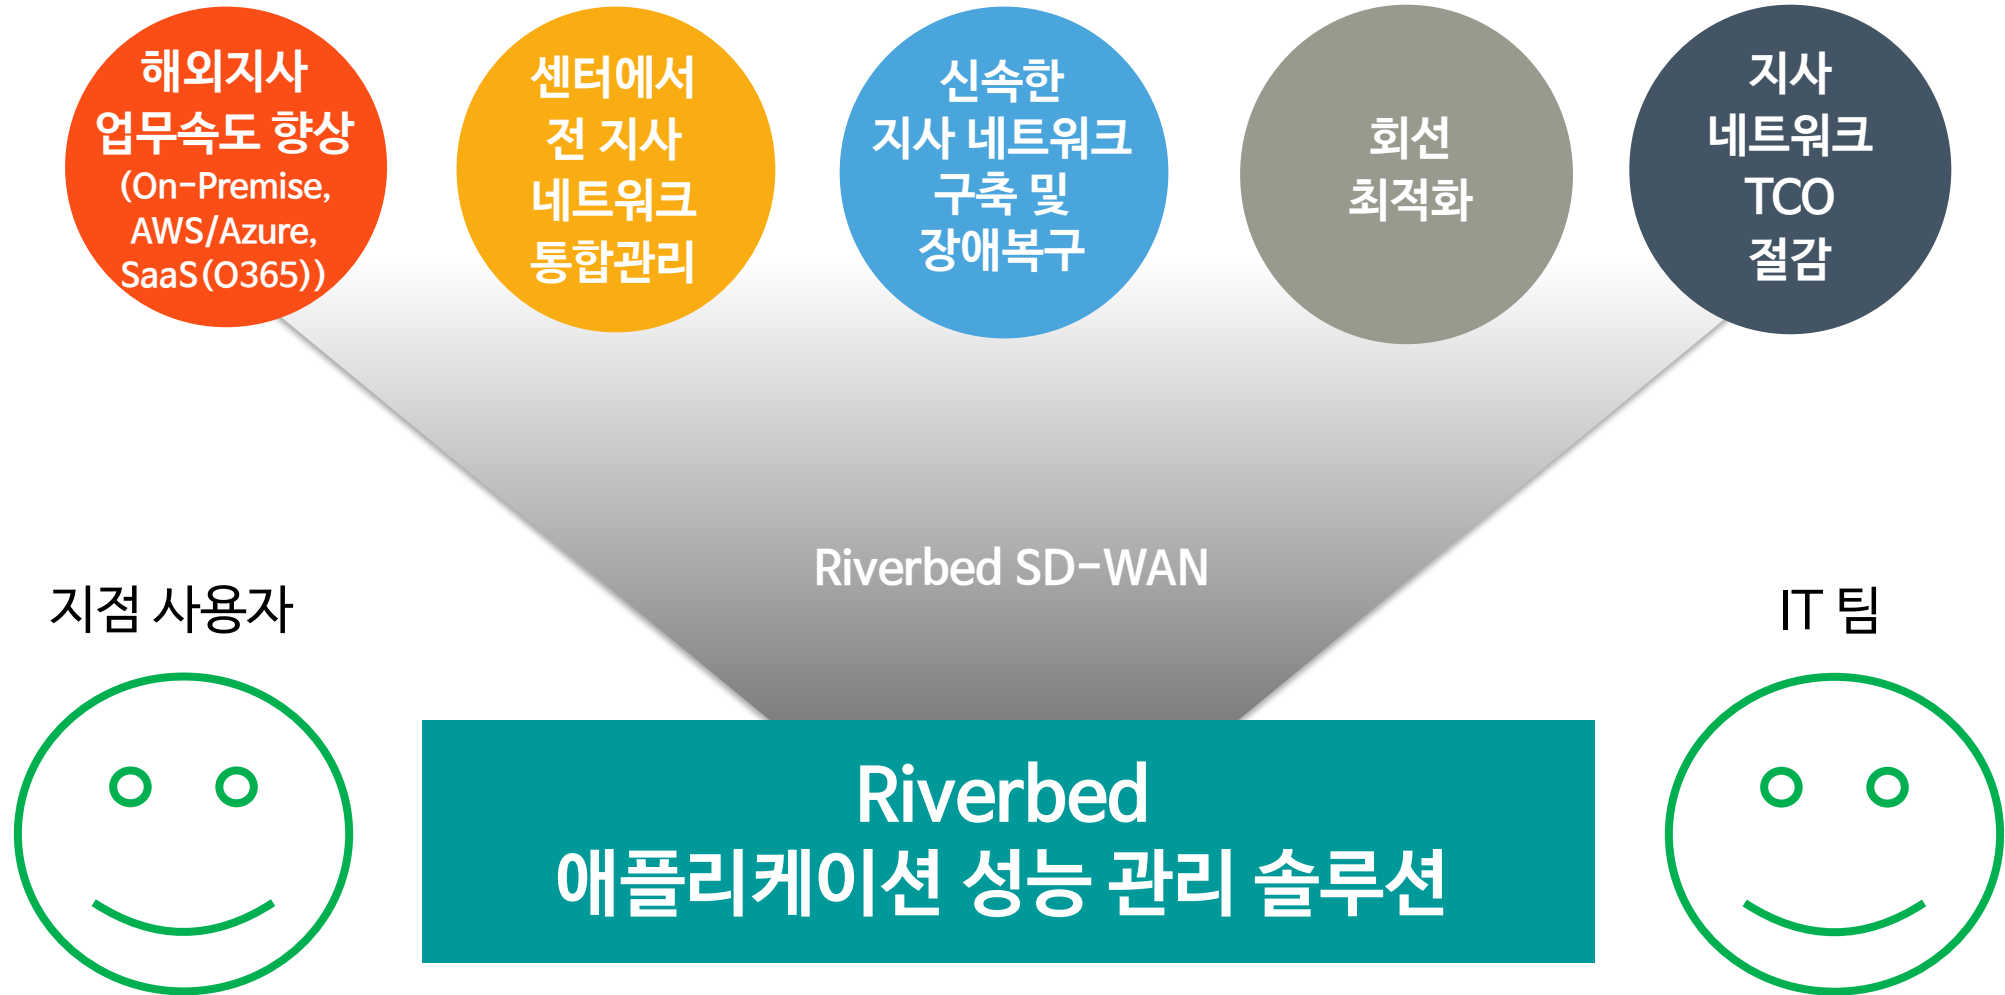 해외지사
업무속도 향상
(On-Premise,
AWS/Azure,
SaaS(O365))
센터에서
전 지사
네트워크
통합관리
신속한
지사 네트워크
구축 및
장애복구
회선
최적화
지사
네트워크
TCO
절감
Riverbed SD-WAN
지점 사용자
IT 팀
Riverbed
애플리케이션 성능 관리 솔루션